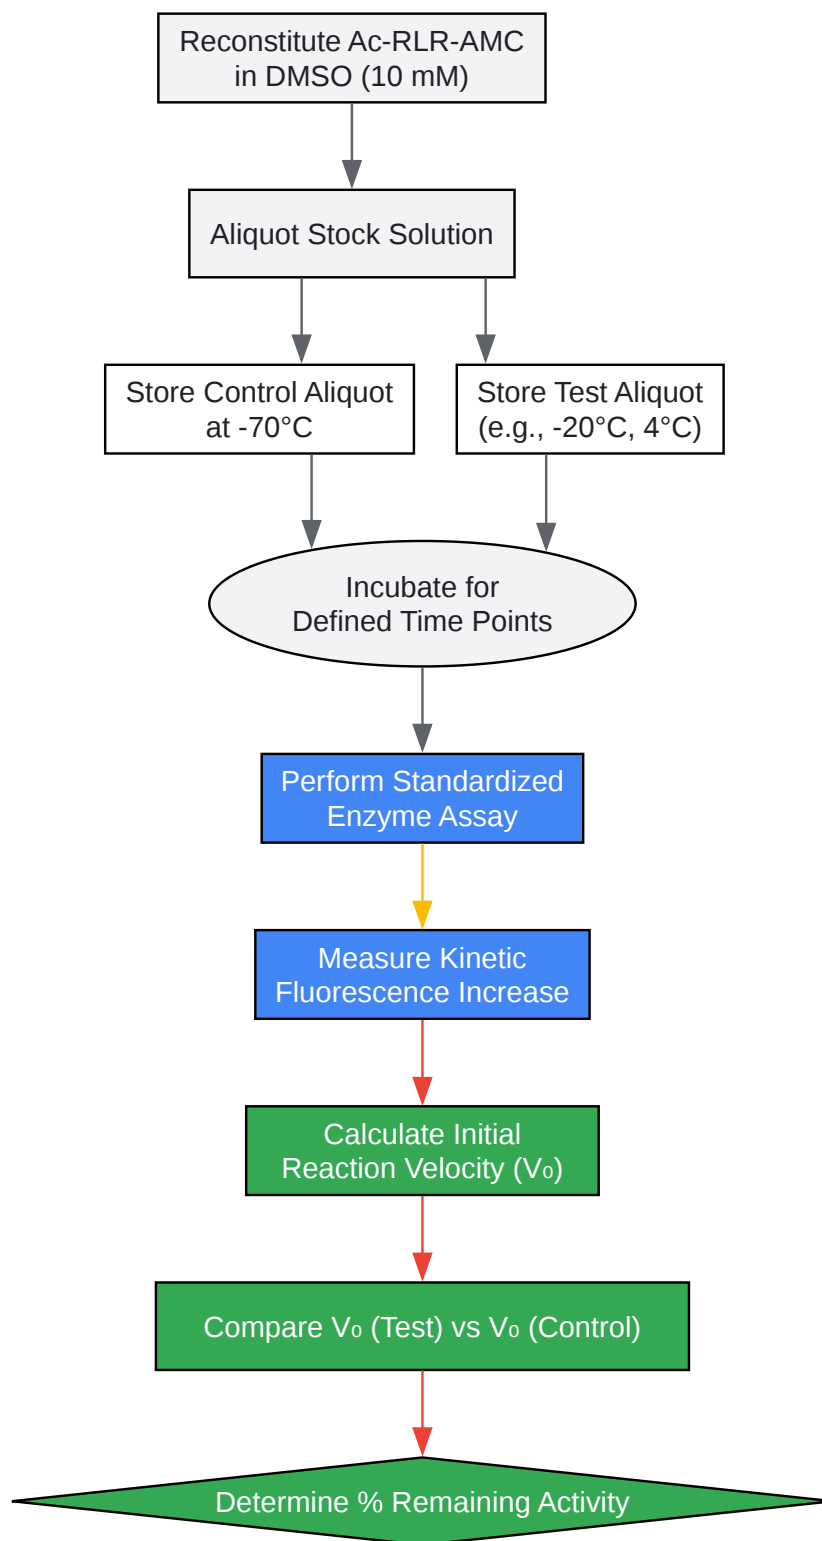 Reconstitute Ac-RLR-AMC
in DMSO (10 mM)
Aliquot Stock Solution
Store Control Aliquot
at -70°C
Store Test Aliquot
(e.g., -20°C, 4°C)
Incubate for
Defined Time Points
Perform Standardized
Enzyme Assay
Measure Kinetic
Fluorescence Increase
Calculate Initial
Reaction Velocity (V₀)
Compare V₀ (Test) vs V₀ (Control)
Determine % Remaining Activity